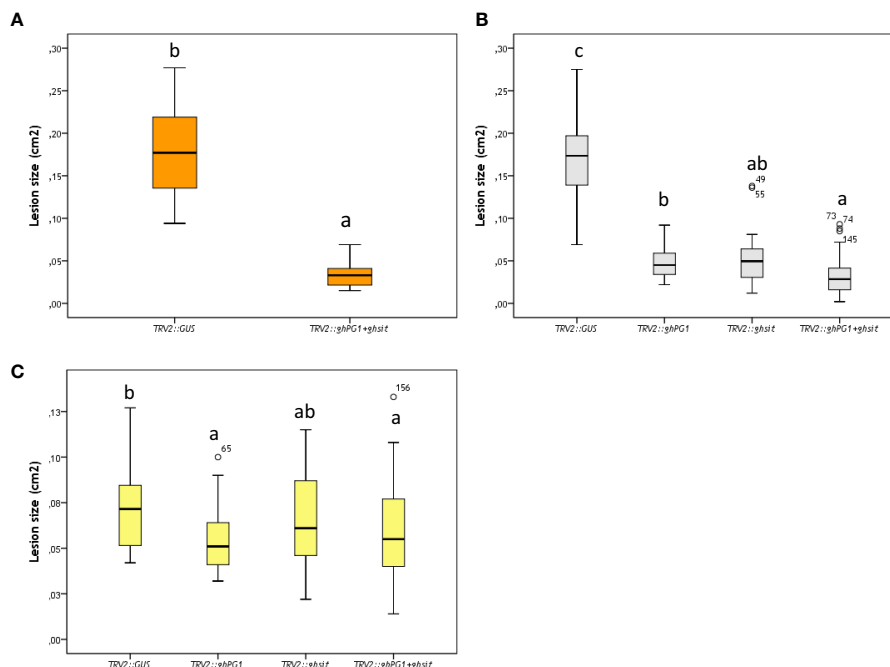 A
B
Lesion size (cm2)
,30
,25
,20
,15
,10
,05
,00
b
a
TRV2::GUS
TRV2::ghPG1+ghsit
Lesion size (cm2)
,30
,25
,20
,15
,10
,05
,00
c
b
ab
49
55
a
73
74
145
TRV2::GUS
TRV2::ghPG1
TRV2::ghsit
TRV2::ghPG1+ghsit
C
Lesion size (cm2)
,13
,10
,08
,05
,03
,00
b
a
65
ab
156
a
TRV2::GUS
TRV2::ghPG1
TRV2::ghsit
TRV2::ghPG1+ghsit